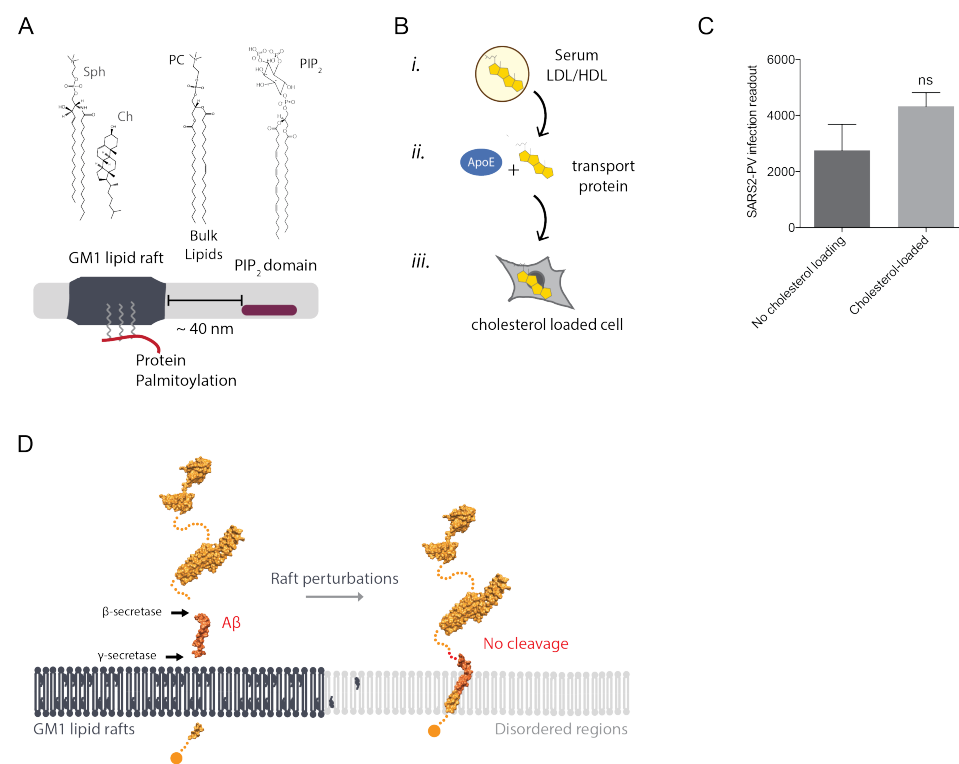 A
Sph
Ch
PC
PIP2
Bulk
Lipids
GM1 lipid raft
PIP2 domain
~ 40 nm
Protein
Palmitoylation
B
i.
Serum
LDL/HDL
ii.
ApoE
+
transport
protein
iii.
cholesterol loaded cell
C
SARS2-PV infection readout
6000
4000
2000
0
ns
No cholesterol loading
Cholesterol-loaded
D
β-secretase
Aβ
γ-secretase
Raft perturbations
No cleavage
GM1 lipid rafts
Disordered regions